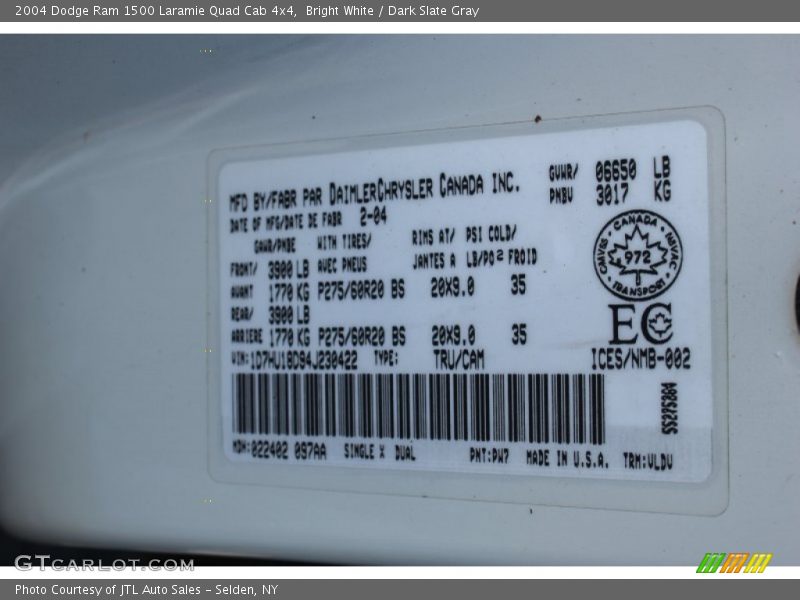 2004 Dodge Ram 1500 Laramie Quad Cab 4x4, Bright White / Dark Slate Gray
MFD BY/FABR PAR DAIMLERCHRYSLER CANADA INC.
GVWR/ 06650 LB
PNBV 3017 KG
DATE OF MFG/DATE DE FABR 2-04
GAWR/PNBE WITH TIRES/ RIMS AT/ PSI COLD/
FRONT/ 3900 LB AVEC PNEUS JANTES A LB/PO² FROID
AVANT 1770 KG P275/60R20 BS 20X9.0 35
REAR/ 3900 LB
ARRIERE 1770 KG P275/60R20 BS 20X9.0 35
CANADA
972
TRANSPORT
EC
VIN:1D7HU18D94J230422 TYPE: TRU/CAM ICES/NMB-002
MDH:022402 097AA SINGLE X DUAL PNT:PW7 MADE IN U.S.A. TRM:VLDV
GTCARLOT.COM
Photo Courtesy of JTL Auto Sales - Selden, NY